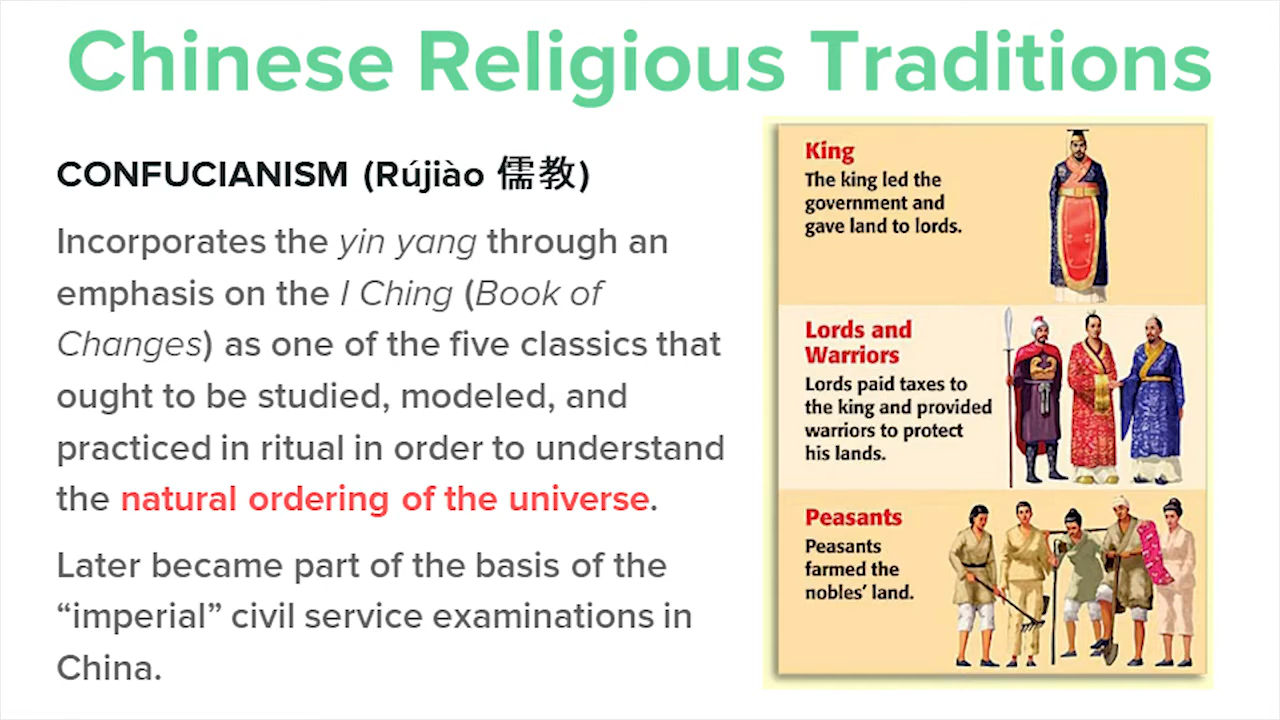 Chinese Religious Traditions
CONFUCIANISM (Rújiào 儒教)
Incorporates the yin yang through an
emphasis on the I Ching (Book of
Changes) as one of the five classics that
ought to be studied, modeled, and
practiced in ritual in order to understand
the natural ordering of the universe.
Later became part of the basis of the
“imperial” civil service examinations in
China.
King
The king led the
government and
gave land to lords.
Lords and
Warriors
Lords paid taxes to
the king and provided
warriors to protect
his lands.
Peasants
Peasants
farmed the
nobles’ land.